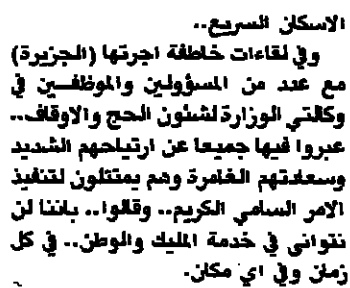 الاسكان السريع..
وفي لقاءات خاطفة اجرتها (الجزيرة)
مع عدد من المسؤولين والموظفين في
وكالتي الوزارة لشئون الحج والاوقاف..
عبروا فيها جميعا عن ارتياحهم الشديد
وسعادتهم الغامرة وهم يمتثلون لتنفيذ
الامر السامي الكريم.. وقالوا.. باننا لن
نتوانى في خدمة المليك والوطن.. في كل
زمان وفي اي مكان.